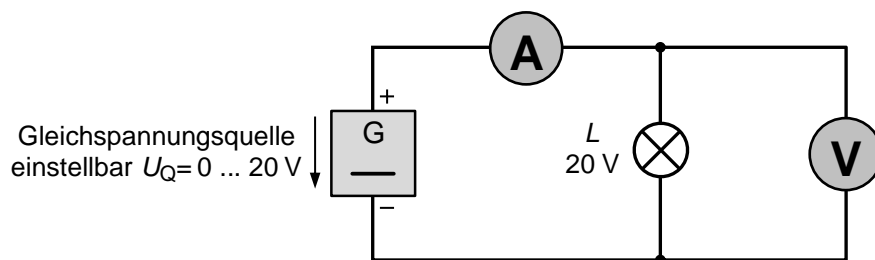 A
+
Gleichspannungsquelle
einstellbar UQ= 0 ... 20 V
G
−
L
20 V
V